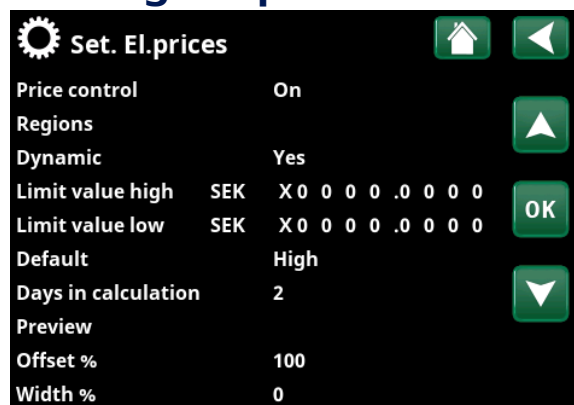 Set. El.prices
Price control On
Regions
Dynamic Yes
Limit value high SEK X 0 0 0 0 .0 0 0 0
Limit value low SEK X 0 0 0 0 .0 0 0 0
OK
Default High
Days in calculation 2
Preview
Offset % 100
Width % 0